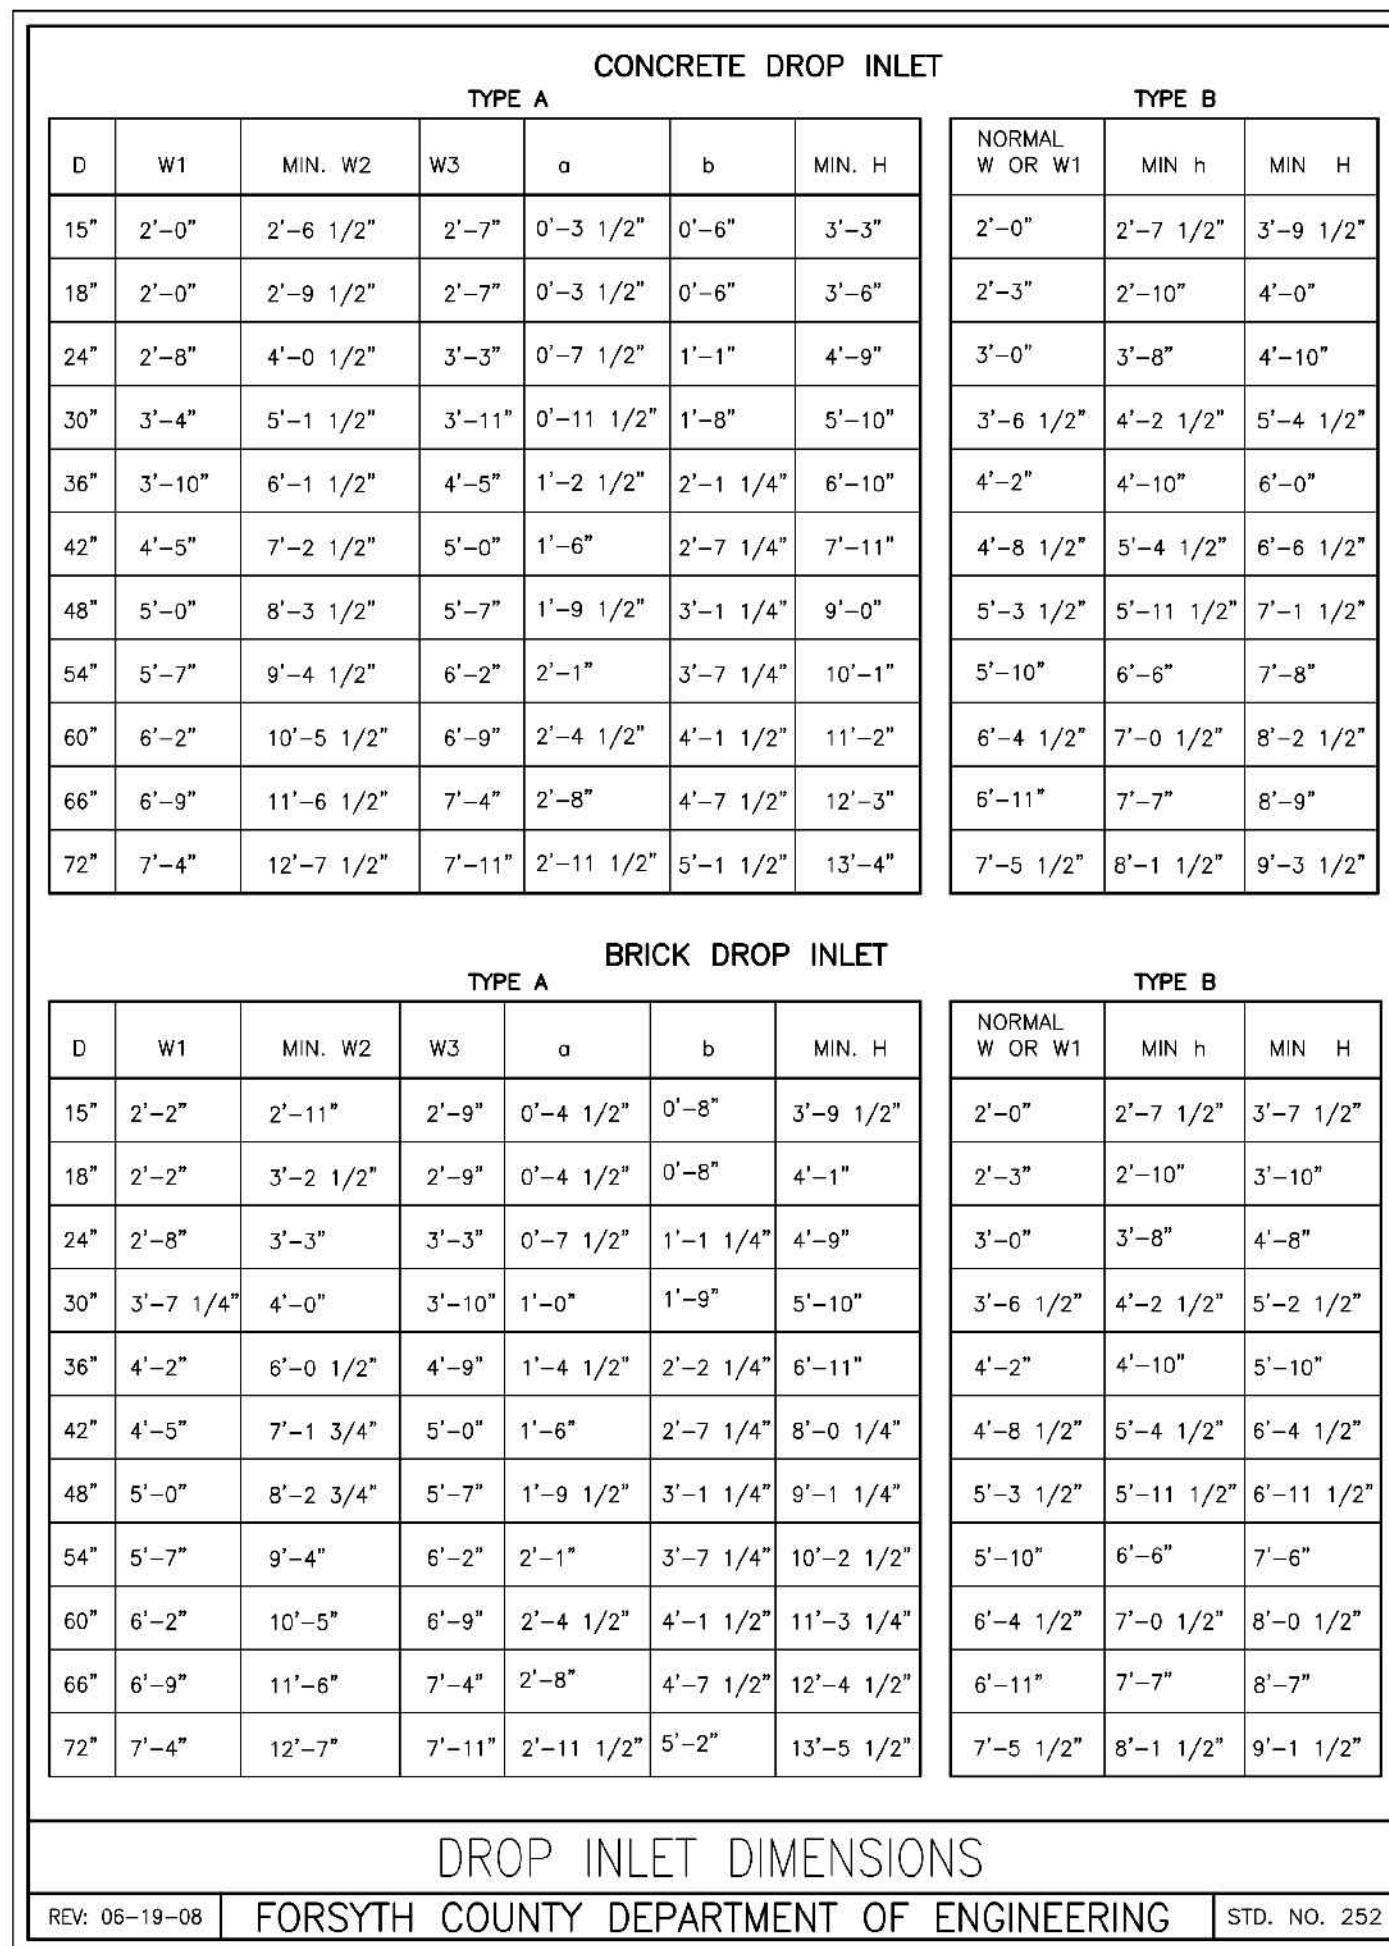 CONCRETE DROP INLET
TYPE A TYPE B
D W1 MIN. W2 W3 a b MIN. H NORMAL W OR W1 MIN h MIN H
15" 2'-0" 2'-6 1/2" 2'-7" 0'-3 1/2" 0'-6" 3'-3" 2'-0" 2'-7 1/2" 3'-9 1/2"
18" 2'-0" 2'-9 1/2" 2'-7" 0'-3 1/2" 0'-6" 3'-6" 2'-3" 2'-10" 4'-0"
24" 2'-8" 4'-0 1/2" 3'-3" 0'-7 1/2" 1'-1" 4'-9" 3'-0" 3'-8" 4'-10"
30" 3'-4" 5'-1 1/2" 3'-11" 0'-11 1/2" 1'-8" 5'-10" 3'-6 1/2" 4'-2 1/2" 5'-4 1/2"
36" 3'-10" 6'-1 1/2" 4'-5" 1'-2 1/2" 2'-1 1/4" 6'-10" 4'-2" 4'-10" 6'-0"
42" 4'-5" 7'-2 1/2" 5'-0" 1'-6" 2'-7 1/4" 7'-11" 4'-8 1/2" 5'-4 1/2" 6'-6 1/2"
48" 5'-0" 8'-3 1/2" 5'-7" 1'-9 1/2" 3'-1 1/4" 9'-0" 5'-3 1/2" 5'-11 1/2" 7'-1 1/2"
54" 5'-7" 9'-4 1/2" 6'-2" 2'-1" 3'-7 1/4" 10'-1" 5'-10" 6'-6" 7'-8"
60" 6'-2" 10'-5 1/2" 6'-9" 2'-4 1/2" 4'-1 1/2" 11'-2" 6'-4 1/2" 7'-0 1/2" 8'-2 1/2"
66" 6'-9" 11'-6 1/2" 7'-4" 2'-8" 4'-7 1/2" 12'-3" 6'-11" 7'-7" 8'-9"
72" 7'-4" 12'-7 1/2" 7'-11" 2'-11 1/2" 5'-1 1/2" 13'-4" 7'-5 1/2" 8'-1 1/2" 9'-3 1/2"
BRICK DROP INLET
TYPE A TYPE B
D W1 MIN. W2 W3 a b MIN. H NORMAL W OR W1 MIN h MIN H
15" 2'-2" 2'-11" 2'-9" 0'-4 1/2" 0'-8" 3'-9 1/2" 2'-0" 2'-7 1/2" 3'-7 1/2"
18" 2'-2" 3'-2 1/2" 2'-9" 0'-4 1/2" 0'-8" 4'-1" 2'-3" 2'-10" 3'-10"
24" 2'-8" 3'-3" 3'-3" 0'-7 1/2" 1'-1 1/4" 4'-9" 3'-0" 3'-8" 4'-8"
30" 3'-7 1/4" 4'-0" 3'-10" 1'-0" 1'-9" 5'-10" 3'-6 1/2" 4'-2 1/2" 5'-2 1/2"
36" 4'-2" 6'-0 1/2" 4'-9" 1'-4 1/2" 2'-2 1/4" 6'-11" 4'-2" 4'-10" 5'-10"
42" 4'-5" 7'-1 3/4" 5'-0" 1'-6" 2'-7 1/4" 8'-0 1/4" 4'-8 1/2" 5'-4 1/2" 6'-4 1/2"
48" 5'-0" 8'-2 3/4" 5'-7" 1'-9 1/2" 3'-1 1/4" 9'-1 1/4" 5'-3 1/2" 5'-11 1/2" 6'-11 1/2"
54" 5'-7" 9'-4" 6'-2" 2'-1" 3'-7 1/4" 10'-2 1/2" 5'-10" 6'-6" 7'-6"
60" 6'-2" 10'-5" 6'-9" 2'-4 1/2" 4'-1 1/2" 11'-3 1/4" 6'-4 1/2" 7'-0 1/2" 8'-0 1/2"
66" 6'-9" 11'-6" 7'-4" 2'-8" 4'-7 1/2" 12'-4 1/2" 6'-11" 7'-7" 8'-7"
72" 7'-4" 12'-7" 7'-11" 2'-11 1/2" 5'-2" 13'-5 1/2" 7'-5 1/2" 8'-1 1/2" 9'-1 1/2"
DROP INLET DIMENSIONS
REV: 06-19-08 FORSYTH COUNTY DEPARTMENT OF ENGINEERING STD. NO. 252